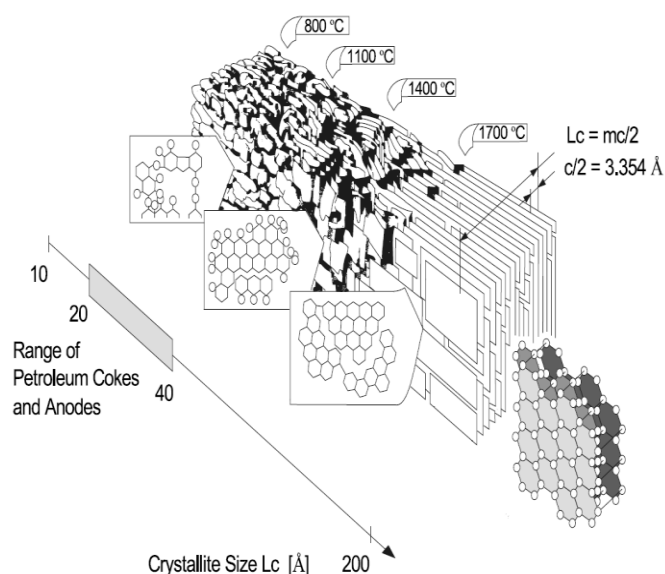 800 °C
1100 °C
1400 °C
1700 °C
Lc = mc/2
c/2 = 3.354 Å
10
20
Range of
Petroleum Cokes
and Anodes
40
Crystallite Size Lc [Å]
200